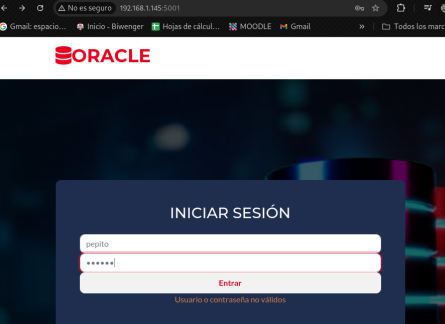 No es seguro 192.168.1.145:5001
Gmail: espacio... Inicio - Biwenger Hojas de cálcul... MOODLE Gmail » Todos los marc
ORACLE
INICIAR SESIÓN
pepito
••••••
Entrar
Usuario o contraseña no válidos